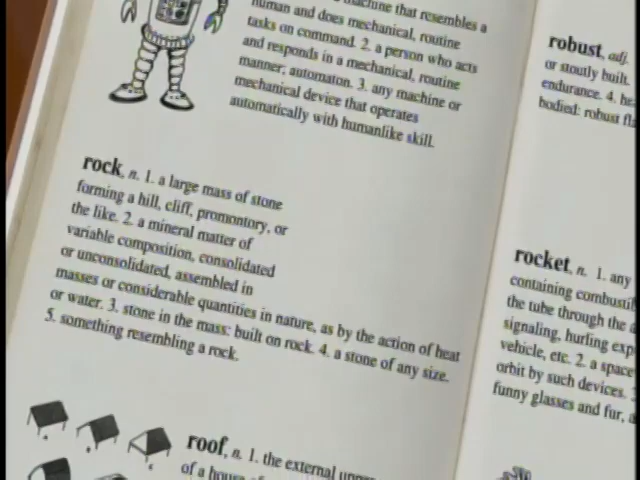 machine that resembles a
human and does mechanical, routine
tasks on command. 2. a person who acts
and responds in a mechanical, routine
manner; automaton. 3. any machine or
mechanical device that operates
automatically with humanlike skill.
rock, n. 1. a large mass of stone
forming a hill, cliff, promontory, or
the like. 2. a mineral matter of
variable composition, consolidated
or unconsolidated, assembled in
masses or considerable quantities in nature, as by the action of heat
or water. 3. stone in the mass: built on rock. 4. a stone of any size.
5. something resembling a rock.
roof, n. 1. the external upper
of a house
robust, adj.
or stoutly built.
endurance. 4.
bodied: robust
rocket, n. 1. any
containing
the tube through the
signaling, hurling
vehicle, etc. 2. a space
orbit by such devices.
funny glasses and fur,